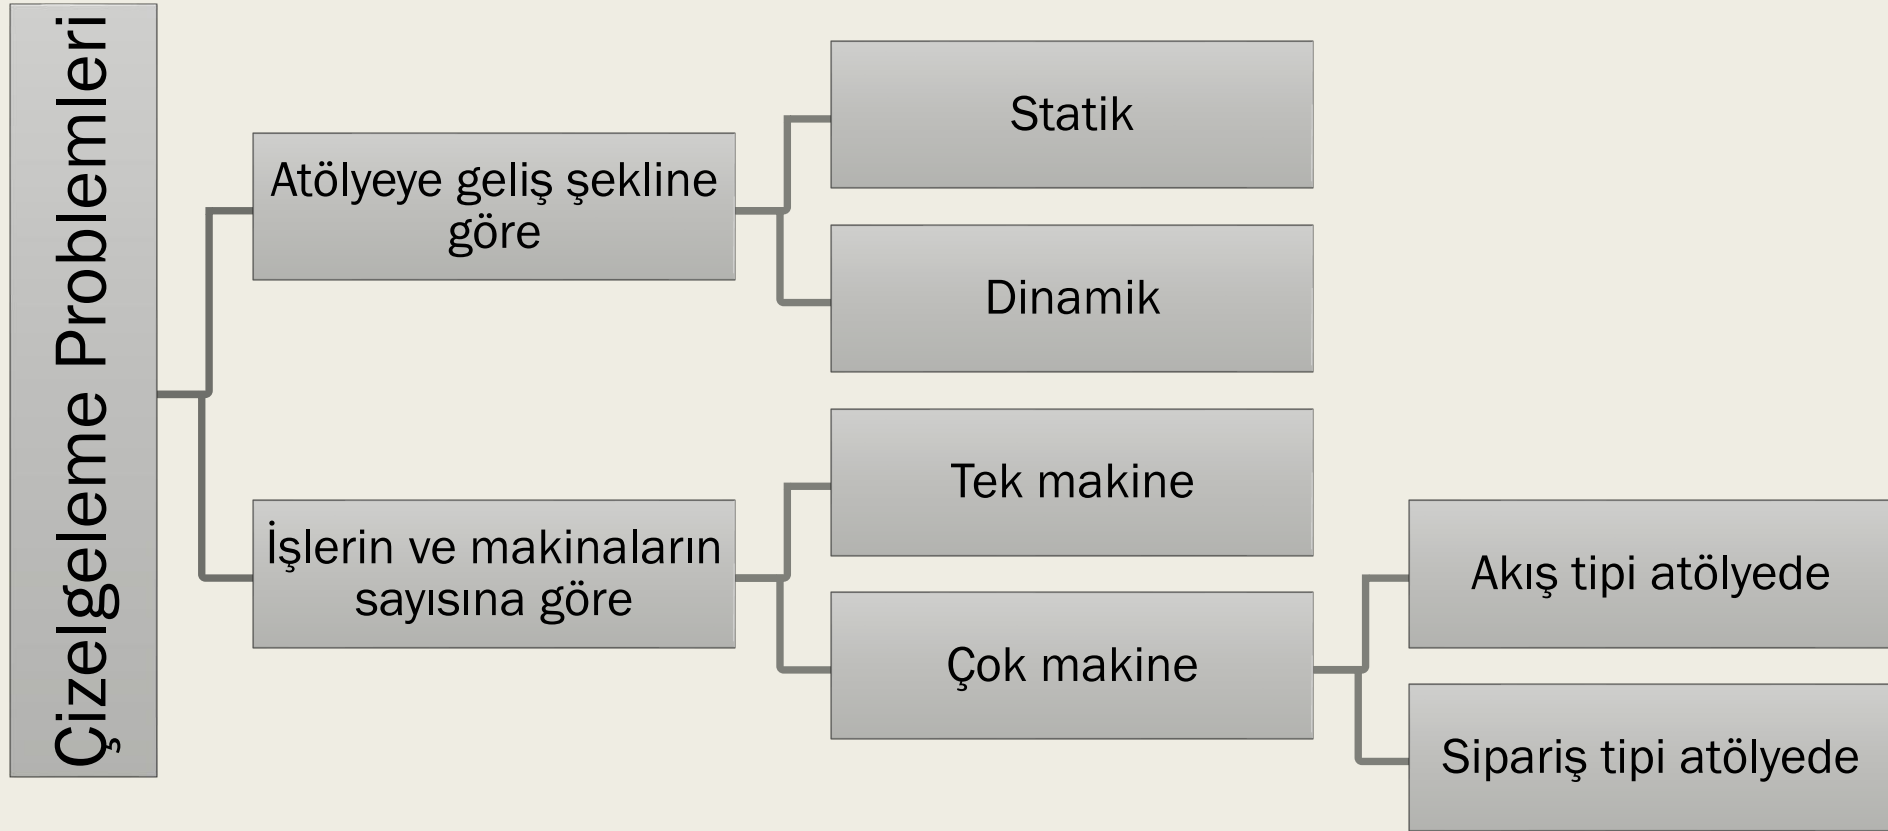 Çizelgeleme Problemleri
Atölyeye geliş şekline
göre
Statik
Dinamik
İşlerin ve makinaların
sayısına göre
Tek makine
Çok makine
Akış tipi atölyede
Sipariş tipi atölyede